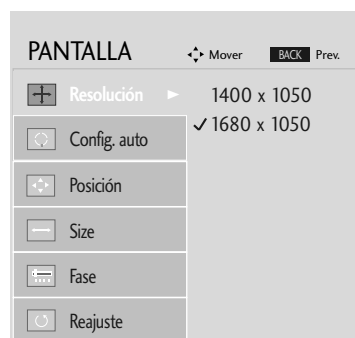 PANTALLA Mover BACK Prev.
Resolución 1400 x 1050
Config. auto ✓ 1680 x 1050
Posición
Size
Fase
Reajuste